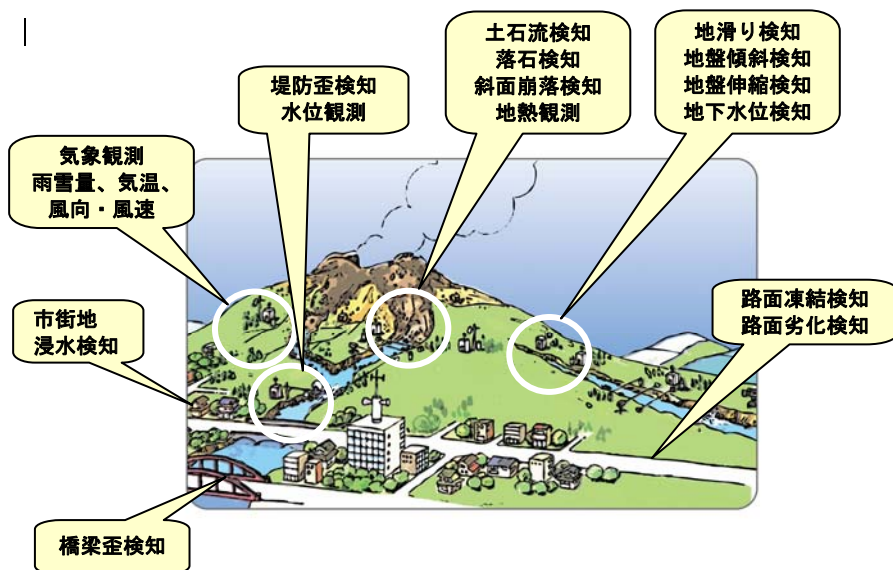 土石流検知
落石検知
斜面崩落検知
地熱観測
地滑り検知
地盤傾斜検知
地盤伸縮検知
地下水位検知
堤防歪検知
水位観測
気象観測
雨雪量、気温、
風向・風速
路面凍結検知
路面劣化検知
市街地
浸水検知
橋梁歪検知